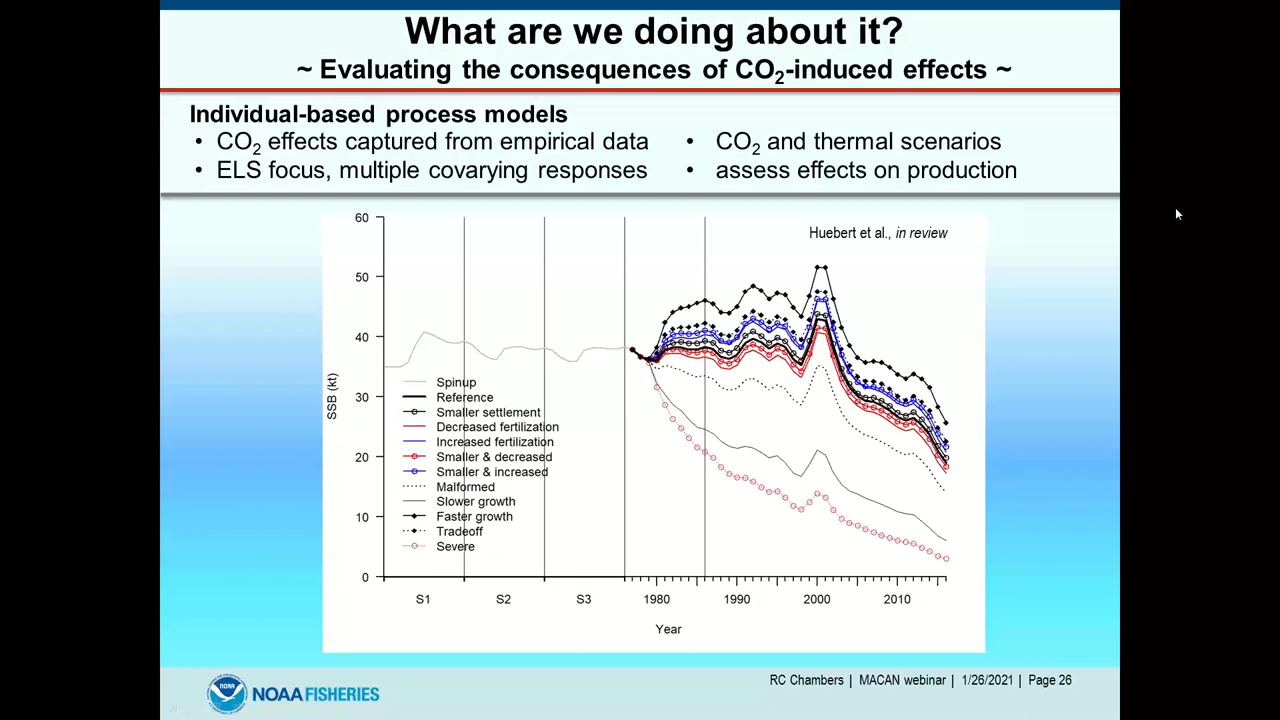 What are we doing about it?
~ Evaluating the consequences of CO2-induced effects ~
Individual-based process models
• CO2 effects captured from empirical data
• ELS focus, multiple covarying responses
• CO2 and thermal scenarios
• assess effects on production
Huebert et al., in review
60
50
40
30
20
10
0
SSB (kt)
Spinup
Reference
Smaller settlement
Decreased fertilization
Increased fertilization
Smaller & decreased
Smaller & increased
Malformed
Slower growth
Faster growth
Tradeoff
Severe
S1 S2 S3 1980 1990 2000 2010
Year
NOAA
NOAA FISHERIES
RC Chambers | MACAN webinar | 1/26/2021 | Page 26